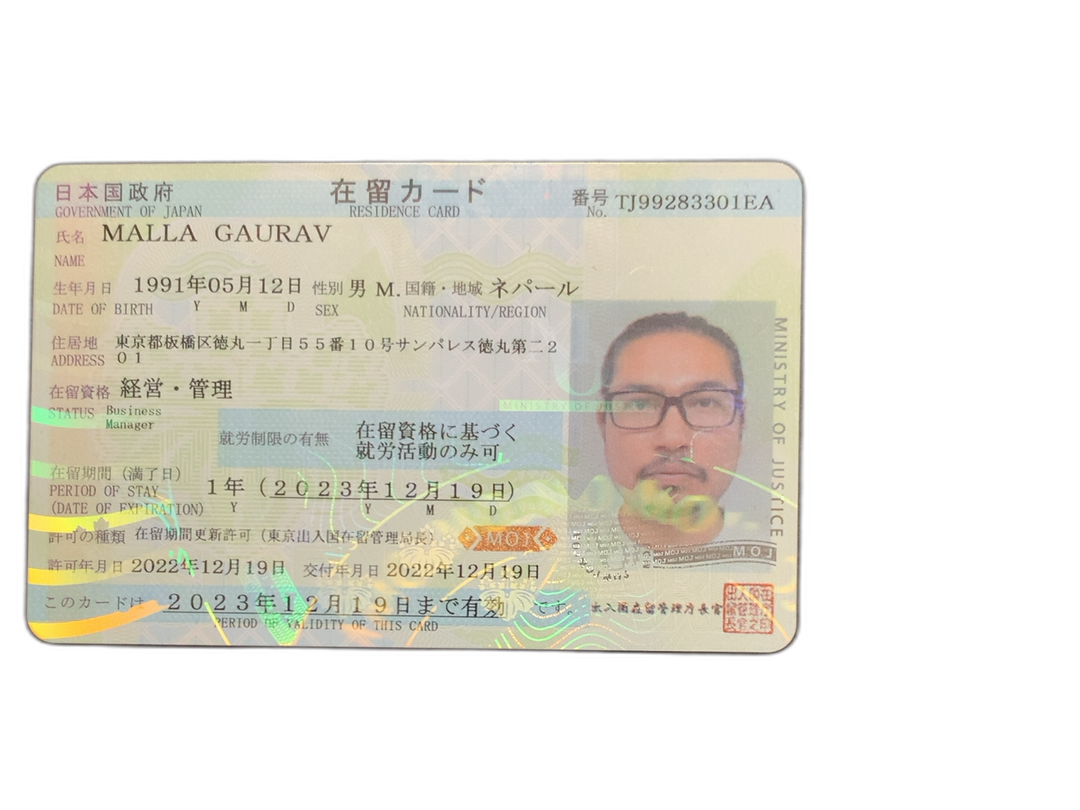 日本国政府 在留カード 番号 TJ99283301EA
GOVERNMENT OF JAPAN RESIDENCE CARD No.
氏名 MALLA GAURAV
NAME
生年月日 1991年05月12日 性別 男 M. 国籍・地域 ネパール
DATE OF BIRTH Y M D SEX NATIONALITY/REGION
住居地 東京都板橋区徳丸一丁目55番10号サンバレス徳丸第二2
ADDRESS 01
在留資格 経営・管理
STATUS Business
Manager
就労制限の有無 在留資格に基づく
就労活動のみ可
在留期間(満了日)
PERIOD OF STAY 1年(2023年12月19日)
(DATE OF EXPIRATION) Y Y M D
許可の種類 在留期間更新許可(東京出入国在留管理局長)
許可年月日 2022年12月19日 交付年月日 2022年12月19日
このカードは 2023年12月19日まで有効 です。
PERIOD OF VALIDITY OF THIS CARD
出入国在留管理庁長官
MINISTRY OF JUSTICE
MINISTRY OF JUSTICE
MOJ
MOJ